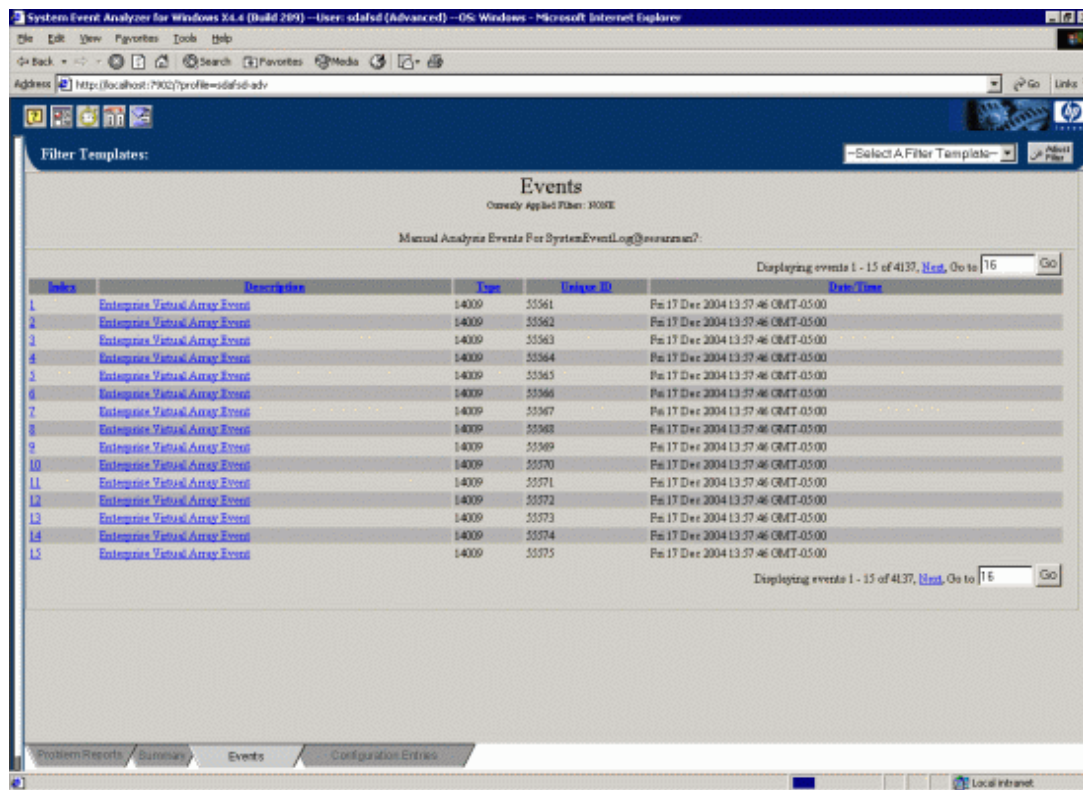 System Event Analyzer for Windows X4.4 (Build 289) --User: sdafsd (Advanced) --OS: Windows - Microsoft Internet Explorer
File Edit View Favorites Tools Help
Back Search Favorites Media
Address http://localhost:7902/?profile=sdafsd-adv Go Links
hp
Filter Templates: --Select A Filter Template-- Adjust Filter
Events
Currently Applied Filter: NONE
Manual Analysis Events For SystemEventLog@
Displaying events 1 - 15 of 4137, Next, Go to 16 Go
Index Description Type Unique ID Date/Time
1 Enterprise Virtual Array Event 14009 55561 Fri 17 Dec 2004 13:57:46 GMT-05:00
2 Enterprise Virtual Array Event 14009 55562 Fri 17 Dec 2004 13:57:46 GMT-05:00
3 Enterprise Virtual Array Event 14009 55563 Fri 17 Dec 2004 13:57:46 GMT-05:00
4 Enterprise Virtual Array Event 14009 55564 Fri 17 Dec 2004 13:57:46 GMT-05:00
5 Enterprise Virtual Array Event 14009 55565 Fri 17 Dec 2004 13:57:46 GMT-05:00
6 Enterprise Virtual Array Event 14009 55566 Fri 17 Dec 2004 13:57:46 GMT-05:00
7 Enterprise Virtual Array Event 14009 55567 Fri 17 Dec 2004 13:57:46 GMT-05:00
8 Enterprise Virtual Array Event 14009 55568 Fri 17 Dec 2004 13:57:46 GMT-05:00
9 Enterprise Virtual Array Event 14009 55569 Fri 17 Dec 2004 13:57:46 GMT-05:00
10 Enterprise Virtual Array Event 14009 55570 Fri 17 Dec 2004 13:57:46 GMT-05:00
11 Enterprise Virtual Array Event 14009 55571 Fri 17 Dec 2004 13:57:46 GMT-05:00
12 Enterprise Virtual Array Event 14009 55572 Fri 17 Dec 2004 13:57:46 GMT-05:00
13 Enterprise Virtual Array Event 14009 55573 Fri 17 Dec 2004 13:57:46 GMT-05:00
14 Enterprise Virtual Array Event 14009 55574 Fri 17 Dec 2004 13:57:46 GMT-05:00
15 Enterprise Virtual Array Event 14009 55575 Fri 17 Dec 2004 13:57:46 GMT-05:00
Displaying events 1 - 15 of 4137, Next, Go to 16 Go
Problem Reports Summary Events Configuration Entries
Local intranet